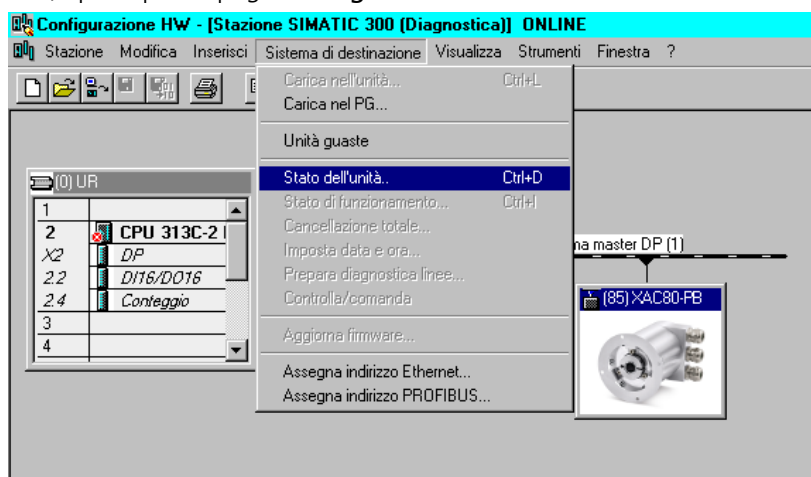 Configurazione HW - [Stazione SIMATIC 300 (Diagnostica)] ONLINE
Stazione Modifica Inserisci Sistema di destinazione Visualizza Strumenti Finestra ?
Carica nell'unità... Ctrl+L
Carica nel PG...
Unità guaste
(0) UR
Stato dell'unità.. Ctrl+D
1
Stato di funzionamento... Ctrl+I
2 CPU 313C-2
Cancellazione totale...
X2 DP
Imposta data e ora...
ma master DP (1)
2.2 DI16/DO16
Prepara diagnostica linee...
2.4 Conteggio
Controlla/comanda
(85) XAC80-PB
3
4
Aggiorna firmware...
Assegna indirizzo Ethernet...
Assegna indirizzo PROFIBUS...